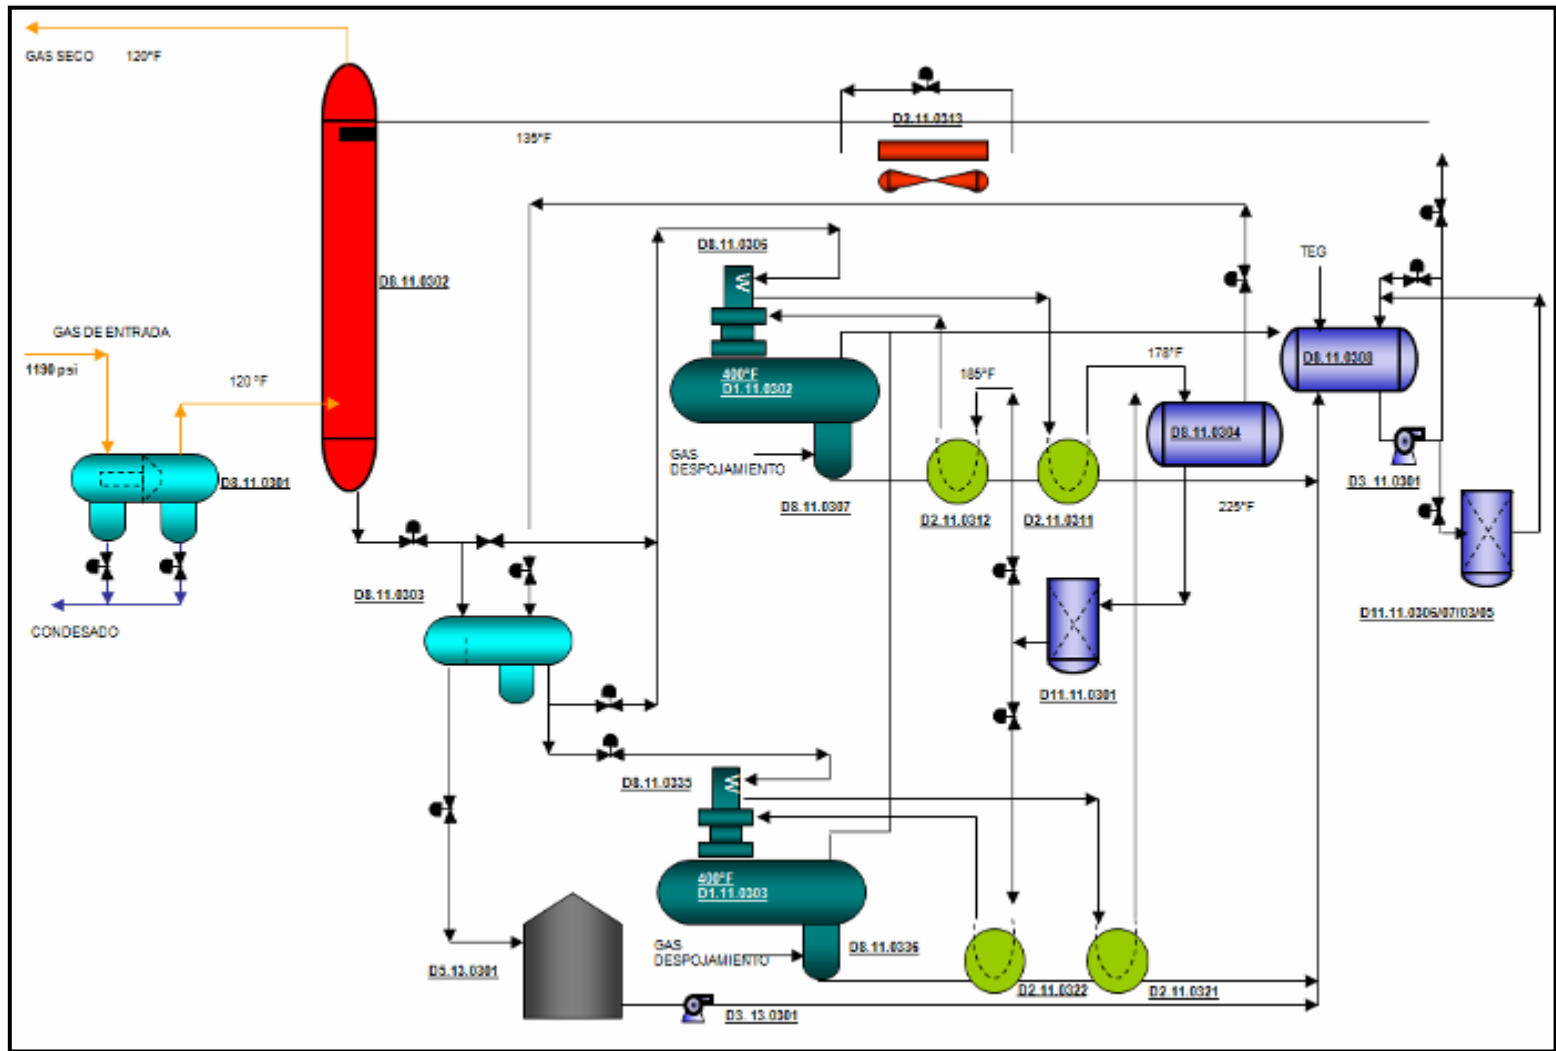 GAS SECO 120°F
D2.11.0313
135°F
D8.11.0306
TEG
D8.11.0302
GAS DE ENTRADA
1190 psi
120 °F
178°F
D8.11.0308
400°F
D1.11.0302
185°F
D8.11.0304
GAS
DESPOJAMIENTO
D8.11.0301
D3. 11.0301
D8.11.0307
D2.11.0312
D2.11.0311
225°F
D8.11.0303
D11.11.0306/07/03/05
CONDESADO
D11.11.0301
D8.11.0335
400°F
D1.11.0303
GAS
DESPOJAMIENTO
D8.11.0336
D5.13.0301
D2.11.0322
D2.11.0321
D3. 13.0301